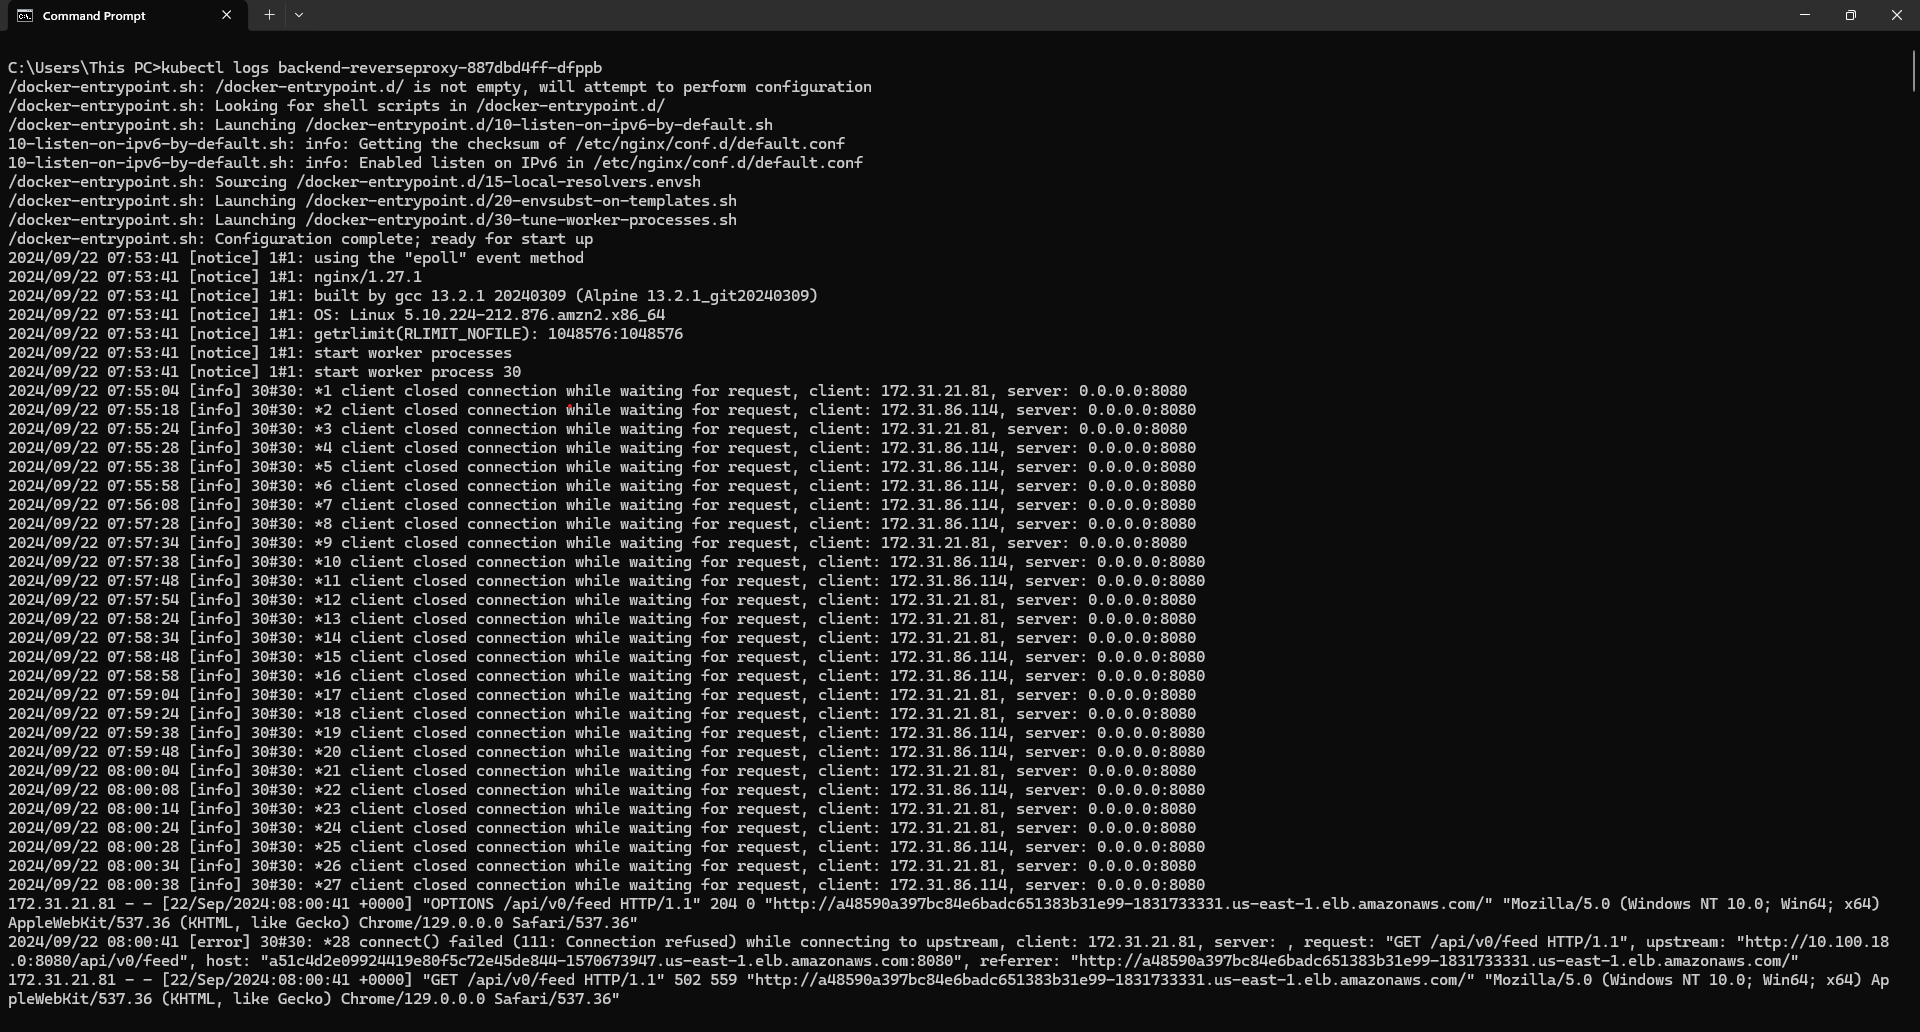 Command Prompt
C:\Users\This PC>kubectl logs backend-reverseproxy-887dbd4ff-dfppb
/docker-entrypoint.sh: /docker-entrypoint.d/ is not empty, will attempt to perform configuration
/docker-entrypoint.sh: Looking for shell scripts in /docker-entrypoint.d/
/docker-entrypoint.sh: Launching /docker-entrypoint.d/10-listen-on-ipv6-by-default.sh
10-listen-on-ipv6-by-default.sh: info: Getting the checksum of /etc/nginx/conf.d/default.conf
10-listen-on-ipv6-by-default.sh: info: Enabled listen on IPv6 in /etc/nginx/conf.d/default.conf
/docker-entrypoint.sh: Sourcing /docker-entrypoint.d/15-local-resolvers.envsh
/docker-entrypoint.sh: Launching /docker-entrypoint.d/20-envsubst-on-templates.sh
/docker-entrypoint.sh: Launching /docker-entrypoint.d/30-tune-worker-processes.sh
/docker-entrypoint.sh: Configuration complete; ready for start up
2024/09/22 07:53:41 [notice] 1#1: using the "epoll" event method
2024/09/22 07:53:41 [notice] 1#1: nginx/1.27.1
2024/09/22 07:53:41 [notice] 1#1: built by gcc 13.2.1 20240309 (Alpine 13.2.1_git20240309)
2024/09/22 07:53:41 [notice] 1#1: OS: Linux 5.10.224-212.876.amzn2.x86_64
2024/09/22 07:53:41 [notice] 1#1: getrlimit(RLIMIT_NOFILE): 1048576:1048576
2024/09/22 07:53:41 [notice] 1#1: start worker processes
2024/09/22 07:53:41 [notice] 1#1: start worker process 30
2024/09/22 07:55:04 [info] 30#30: *1 client closed connection while waiting for request, client: 172.31.21.81, server: 0.0.0.0:8080
2024/09/22 07:55:18 [info] 30#30: *2 client closed connection while waiting for request, client: 172.31.86.114, server: 0.0.0.0:8080
2024/09/22 07:55:24 [info] 30#30: *3 client closed connection while waiting for request, client: 172.31.21.81, server: 0.0.0.0:8080
2024/09/22 07:55:28 [info] 30#30: *4 client closed connection while waiting for request, client: 172.31.86.114, server: 0.0.0.0:8080
2024/09/22 07:55:38 [info] 30#30: *5 client closed connection while waiting for request, client: 172.31.86.114, server: 0.0.0.0:8080
2024/09/22 07:55:58 [info] 30#30: *6 client closed connection while waiting for request, client: 172.31.86.114, server: 0.0.0.0:8080
2024/09/22 07:56:08 [info] 30#30: *7 client closed connection while waiting for request, client: 172.31.86.114, server: 0.0.0.0:8080
2024/09/22 07:57:28 [info] 30#30: *8 client closed connection while waiting for request, client: 172.31.86.114, server: 0.0.0.0:8080
2024/09/22 07:57:34 [info] 30#30: *9 client closed connection while waiting for request, client: 172.31.21.81, server: 0.0.0.0:8080
2024/09/22 07:57:38 [info] 30#30: *10 client closed connection while waiting for request, client: 172.31.86.114, server: 0.0.0.0:8080
2024/09/22 07:57:48 [info] 30#30: *11 client closed connection while waiting for request, client: 172.31.86.114, server: 0.0.0.0:8080
2024/09/22 07:57:54 [info] 30#30: *12 client closed connection while waiting for request, client: 172.31.21.81, server: 0.0.0.0:8080
2024/09/22 07:58:24 [info] 30#30: *13 client closed connection while waiting for request, client: 172.31.21.81, server: 0.0.0.0:8080
2024/09/22 07:58:34 [info] 30#30: *14 client closed connection while waiting for request, client: 172.31.21.81, server: 0.0.0.0:8080
2024/09/22 07:58:48 [info] 30#30: *15 client closed connection while waiting for request, client: 172.31.86.114, server: 0.0.0.0:8080
2024/09/22 07:58:58 [info] 30#30: *16 client closed connection while waiting for request, client: 172.31.86.114, server: 0.0.0.0:8080
2024/09/22 07:59:04 [info] 30#30: *17 client closed connection while waiting for request, client: 172.31.21.81, server: 0.0.0.0:8080
2024/09/22 07:59:24 [info] 30#30: *18 client closed connection while waiting for request, client: 172.31.21.81, server: 0.0.0.0:8080
2024/09/22 07:59:38 [info] 30#30: *19 client closed connection while waiting for request, client: 172.31.86.114, server: 0.0.0.0:8080
2024/09/22 07:59:48 [info] 30#30: *20 client closed connection while waiting for request, client: 172.31.86.114, server: 0.0.0.0:8080
2024/09/22 08:00:04 [info] 30#30: *21 client closed connection while waiting for request, client: 172.31.21.81, server: 0.0.0.0:8080
2024/09/22 08:00:08 [info] 30#30: *22 client closed connection while waiting for request, client: 172.31.86.114, server: 0.0.0.0:8080
2024/09/22 08:00:14 [info] 30#30: *23 client closed connection while waiting for request, client: 172.31.21.81, server: 0.0.0.0:8080
2024/09/22 08:00:24 [info] 30#30: *24 client closed connection while waiting for request, client: 172.31.21.81, server: 0.0.0.0:8080
2024/09/22 08:00:28 [info] 30#30: *25 client closed connection while waiting for request, client: 172.31.86.114, server: 0.0.0.0:8080
2024/09/22 08:00:34 [info] 30#30: *26 client closed connection while waiting for request, client: 172.31.21.81, server: 0.0.0.0:8080
2024/09/22 08:00:38 [info] 30#30: *27 client closed connection while waiting for request, client: 172.31.86.114, server: 0.0.0.0:8080
172.31.21.81 - - [22/Sep/2024:08:00:41 +0000] "OPTIONS /api/v0/feed HTTP/1.1" 204 0 "http://a48590a397bc84e6badc651383b31e99-1831733331.us-east-1.elb.amazonaws.com/" "Mozilla/5.0 (Windows NT 10.0; Win64; x64)
AppleWebKit/537.36 (KHTML, like Gecko) Chrome/129.0.0.0 Safari/537.36"
2024/09/22 08:00:41 [error] 30#30: *28 connect() failed (111: Connection refused) while connecting to upstream, client: 172.31.21.81, server: , request: "GET /api/v0/feed HTTP/1.1", upstream: "http://10.100.18
.0:8080/api/v0/feed", host: "a51c4d2e09924419e80f5c72e45de844-1570673947.us-east-1.elb.amazonaws.com:8080", referrer: "http://a48590a397bc84e6badc651383b31e99-1831733331.us-east-1.elb.amazonaws.com/"
172.31.21.81 - - [22/Sep/2024:08:00:41 +0000] "GET /api/v0/feed HTTP/1.1" 502 559 "http://a48590a397bc84e6badc651383b31e99-1831733331.us-east-1.elb.amazonaws.com/" "Mozilla/5.0 (Windows NT 10.0; Win64; x64) Ap
pleWebKit/537.36 (KHTML, like Gecko) Chrome/129.0.0.0 Safari/537.36"